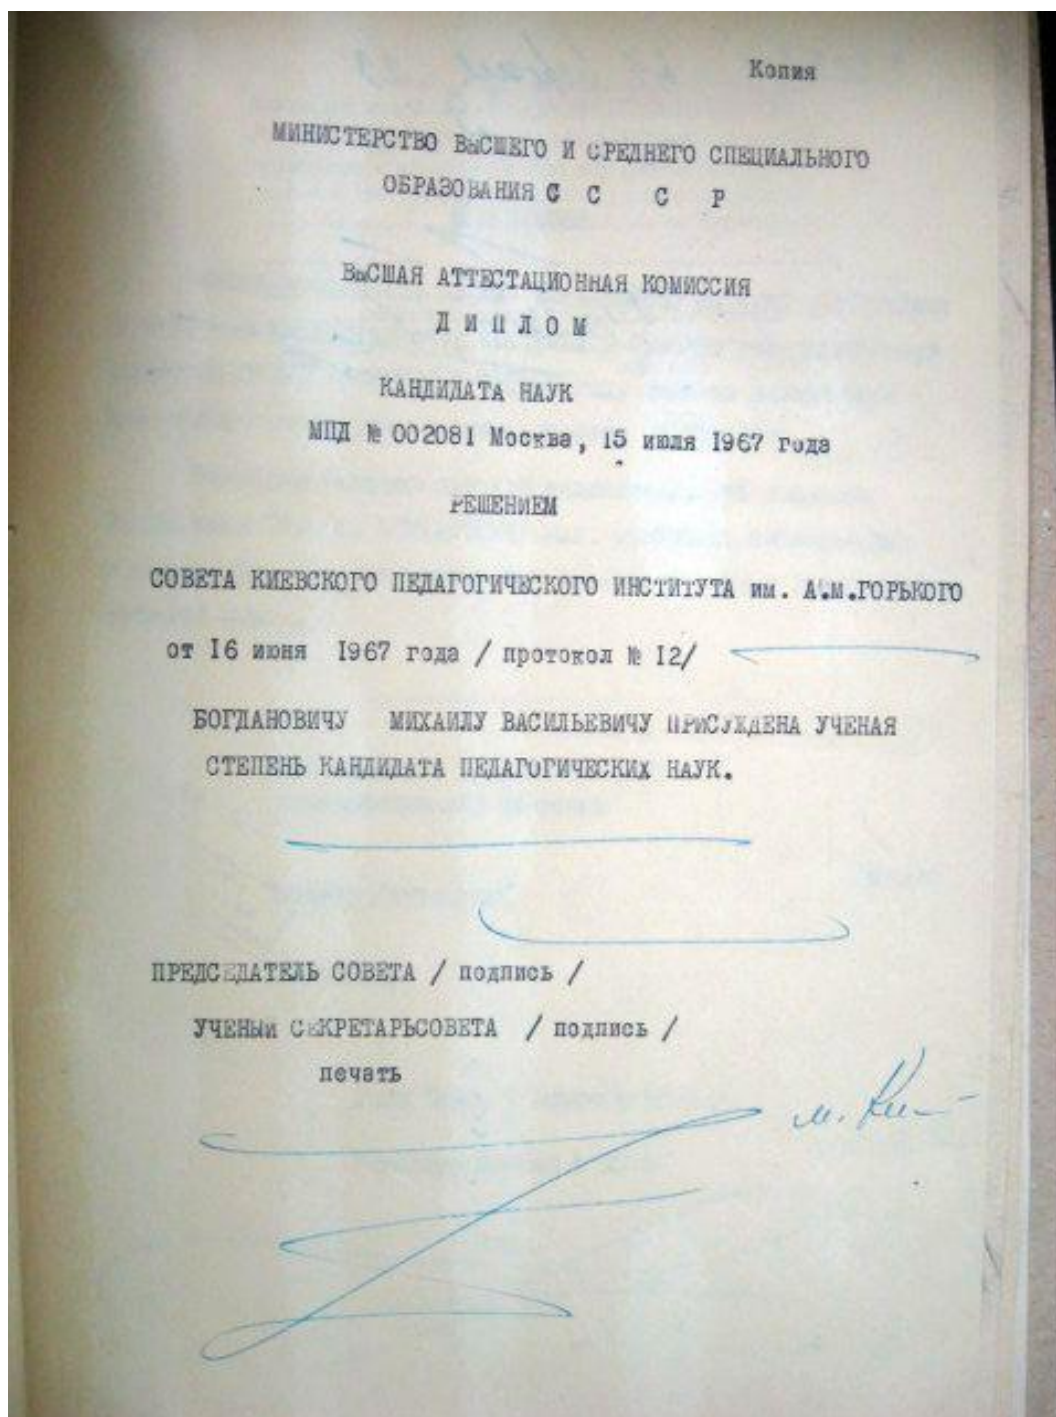 Копия
МИНИСТЕРСТВО ВЫСШЕГО И СРЕДНЕГО СПЕЦИАЛЬНОГО
ОБРАЗОВАНИЯ С С С Р
ВЫСШАЯ АТТЕСТАЦИОННАЯ КОМИССИЯ
Д И П Л О М
КАНДИДАТА НАУК
МПД № 002081 Москва, 15 июля 1967 года
РЕШЕНИЕМ
СОВЕТА КИЕВСКОГО ПЕДАГОГИЧЕСКОГО ИНСТИТУТА им. А.М.ГОРЬКОГО
от 16 июня 1967 года / протокол № 12/
БОГДАНОВИЧУ МИХАИЛУ ВАСИЛЬЕВИЧУ ПРИСУЖДЕНА УЧЕНАЯ
СТЕПЕНЬ КАНДИДАТА ПЕДАГОГИЧЕСКИХ НАУК.
ПРЕДСЕДАТЕЛЬ СОВЕТА / подпись /
УЧЕНЫИ СЕКРЕТАРЬСОВЕТА / подпись /
печать